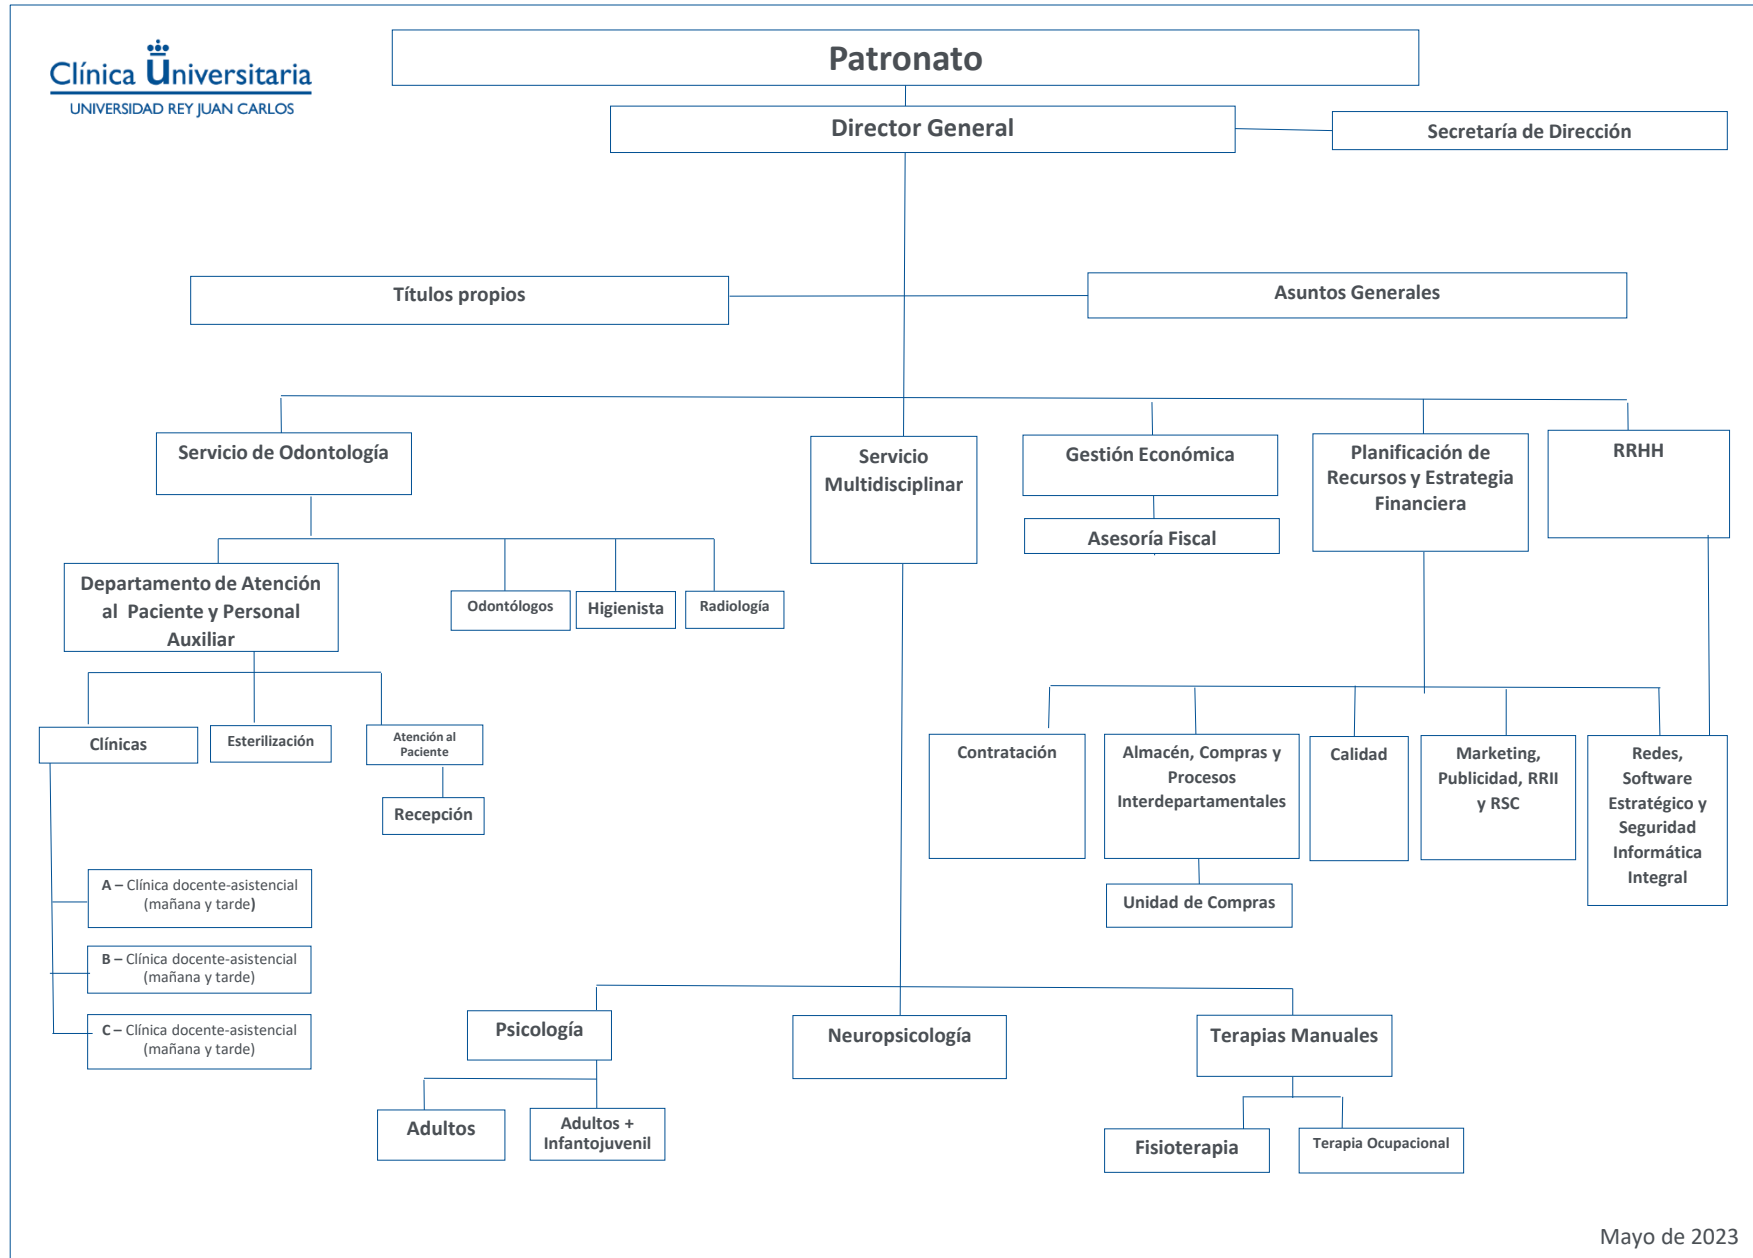 Clínica Universitaria
UNIVERSIDAD REY JUAN CARLOS
Patronato
Director General
Secretaría de Dirección
Títulos propios
Asuntos Generales
Servicio de Odontología
Servicio
Multidisciplinar
Gestión Económica
Planificación de
Recursos y Estrategia
Financiera
RRHH
Asesoría Fiscal
Departamento de Atención
al Paciente y Personal
Auxiliar
Odontólogos
Higienista
Radiología
Clínicas
Esterilización
Atención al
Paciente
Recepción
Contratación
Almacén, Compras y
Procesos
Interdepartamentales
Calidad
Marketing,
Publicidad, RRII
y RSC
Redes,
Software
Estratégico y
Seguridad
Informática
Integral
Unidad de Compras
A – Clínica docente-asistencial
(mañana y tarde)
B – Clínica docente-asistencial
(mañana y tarde)
C – Clínica docente-asistencial
(mañana y tarde)
Psicología
Neuropsicología
Terapias Manuales
Adultos
Adultos +
Infantojuvenil
Fisioterapia
Terapia Ocupacional
Mayo de 2023